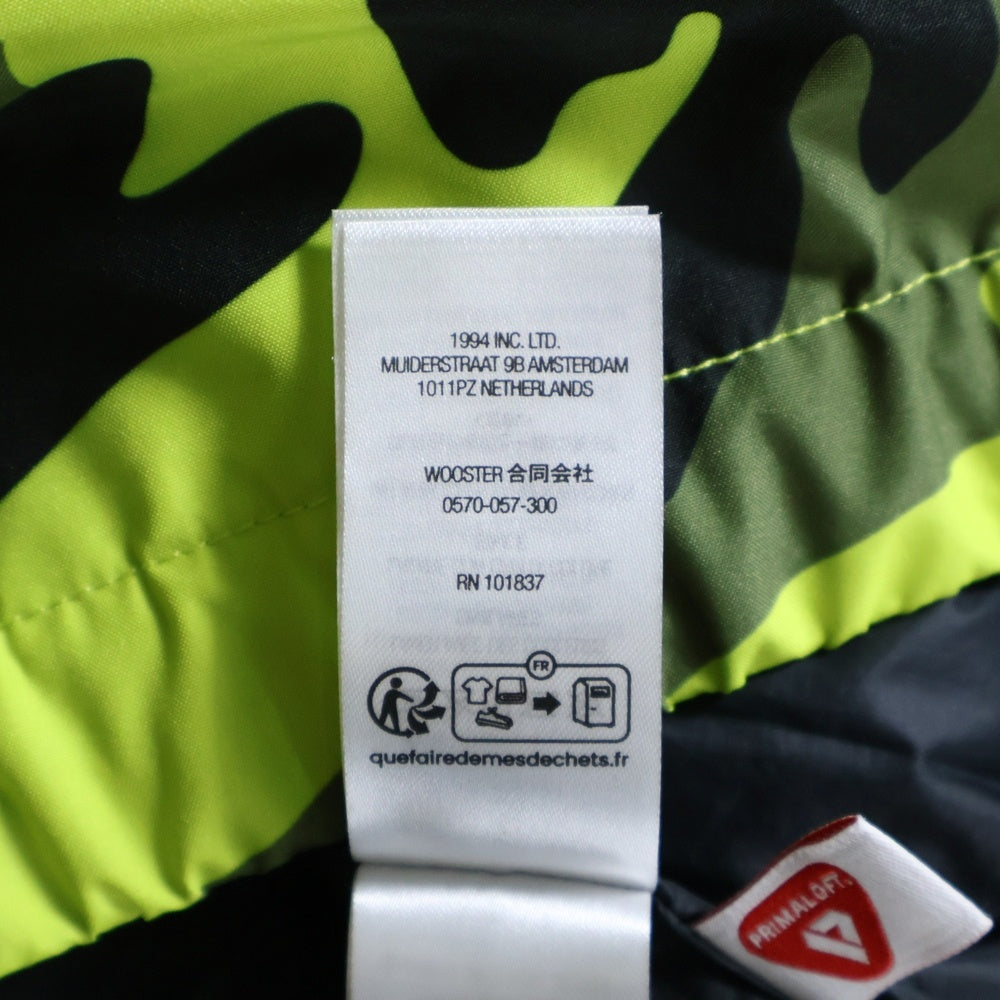 1994 INC. LTD.
MUIDERSTRAAT 9B AMSTERDAM
1011PZ NETHERLANDS
WOOSTER 合同会社
0570-057-300
RN 101837
FR
quefairedemesdechets.fr
PRIMALOFT.